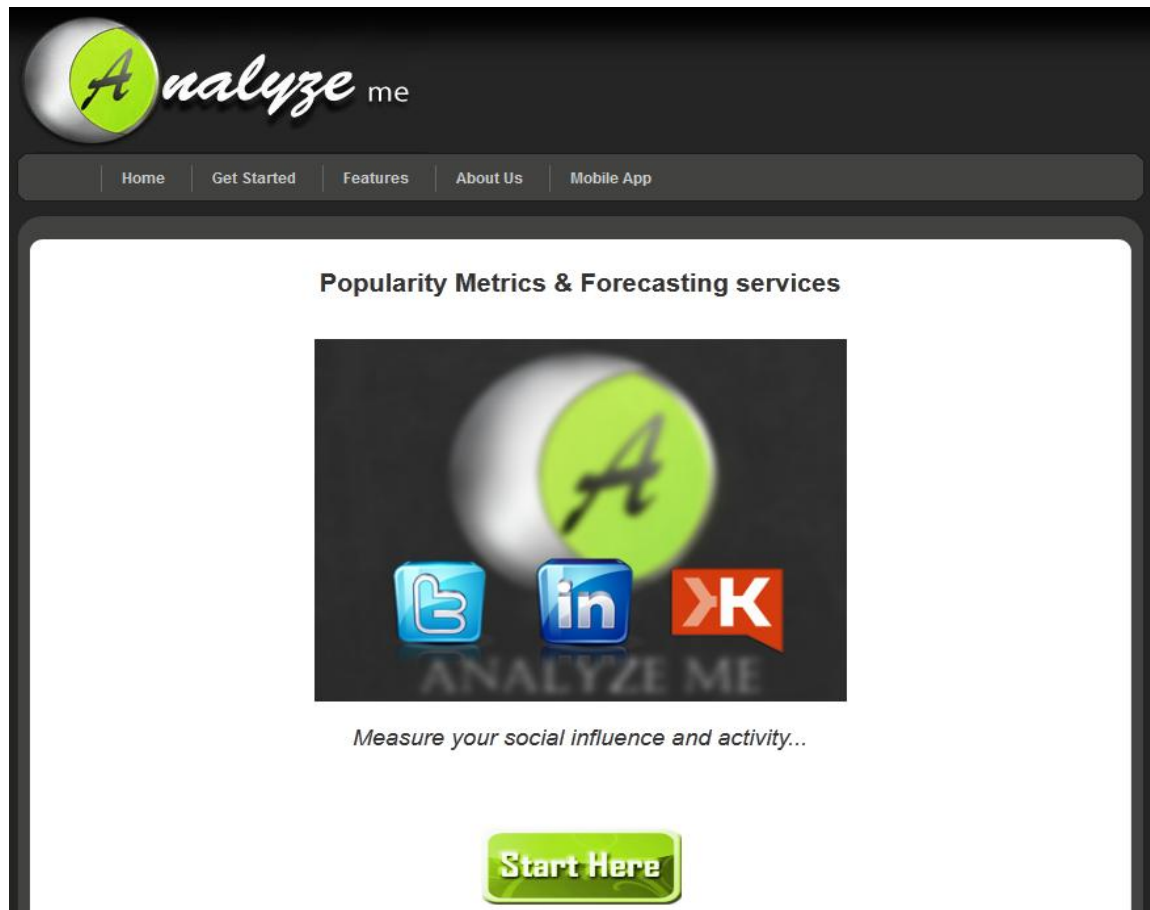 Analyze me
Home Get Started Features About Us Mobile App
Popularity Metrics & Forecasting services
A
t in K
ANALYZE ME
Measure your social influence and activity...
Start Here